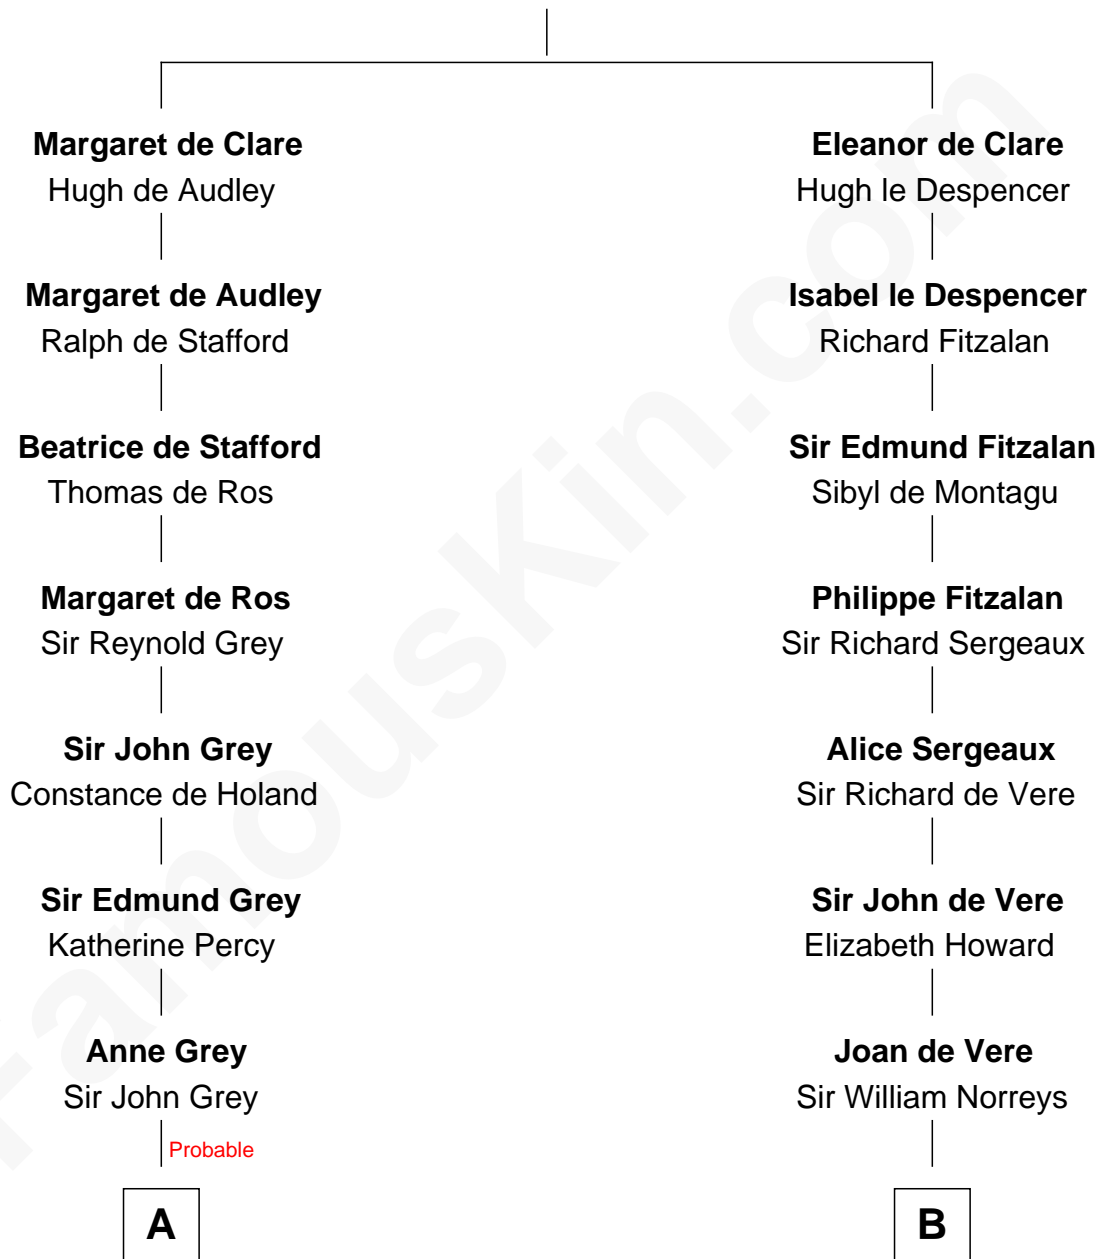 Margaret de Clare
Hugh de Audley
Eleanor de Clare
Hugh le Despencer
Margaret de Audley
Ralph de Stafford
Isabel le Despencer
Richard Fitzalan
Beatrice de Stafford
Thomas de Ros
Sir Edmund Fitzalan
Sibyl de Montagu
Margaret de Ros
Sir Reynold Grey
Philippe Fitzalan
Sir Richard Sergeaux
Sir John Grey
Constance de Holand
Alice Sergeaux
Sir Richard de Vere
Sir Edmund Grey
Katherine Percy
Sir John de Vere
Elizabeth Howard
Anne Grey
Sir John Grey
Joan de Vere
Sir William Norreys
Probable
A
B
FamousKin.com